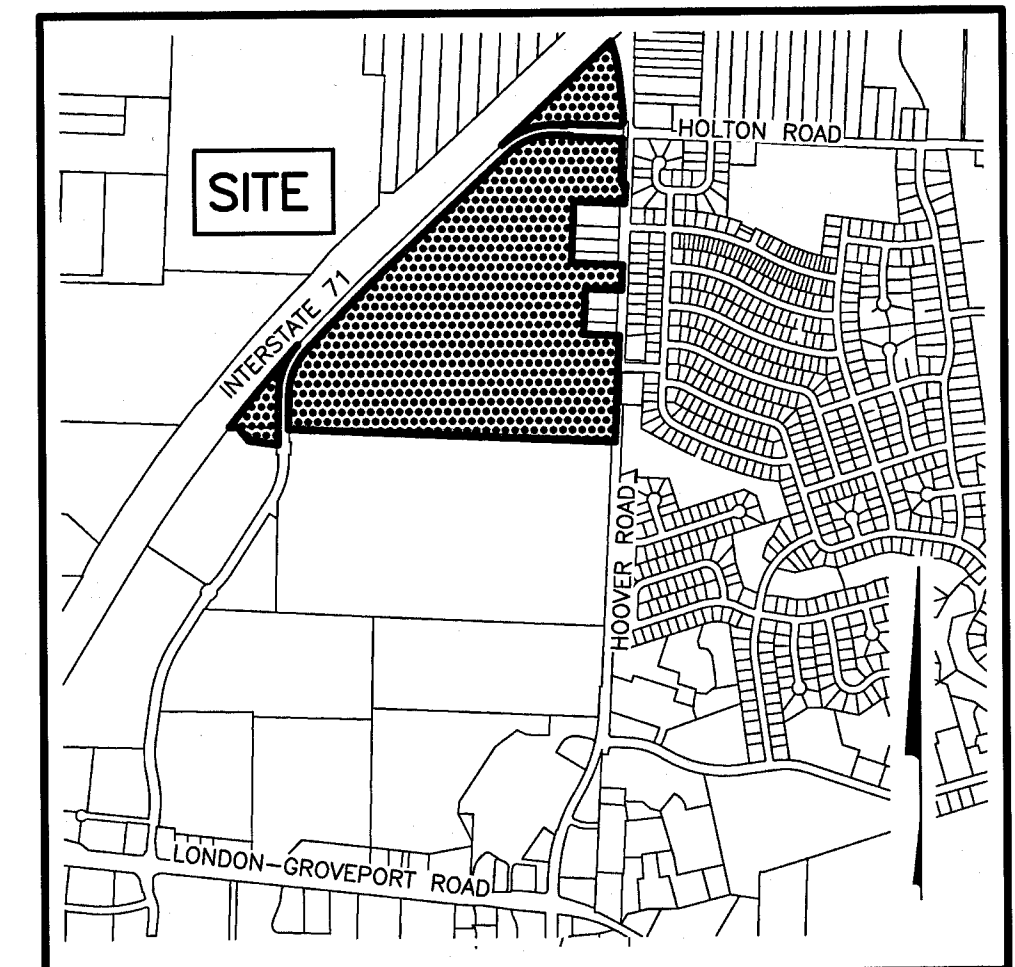 HOLTON ROAD
SITE
INTERSTATE 71
HOOVER ROAD
LONDON-GROVEPORT ROAD